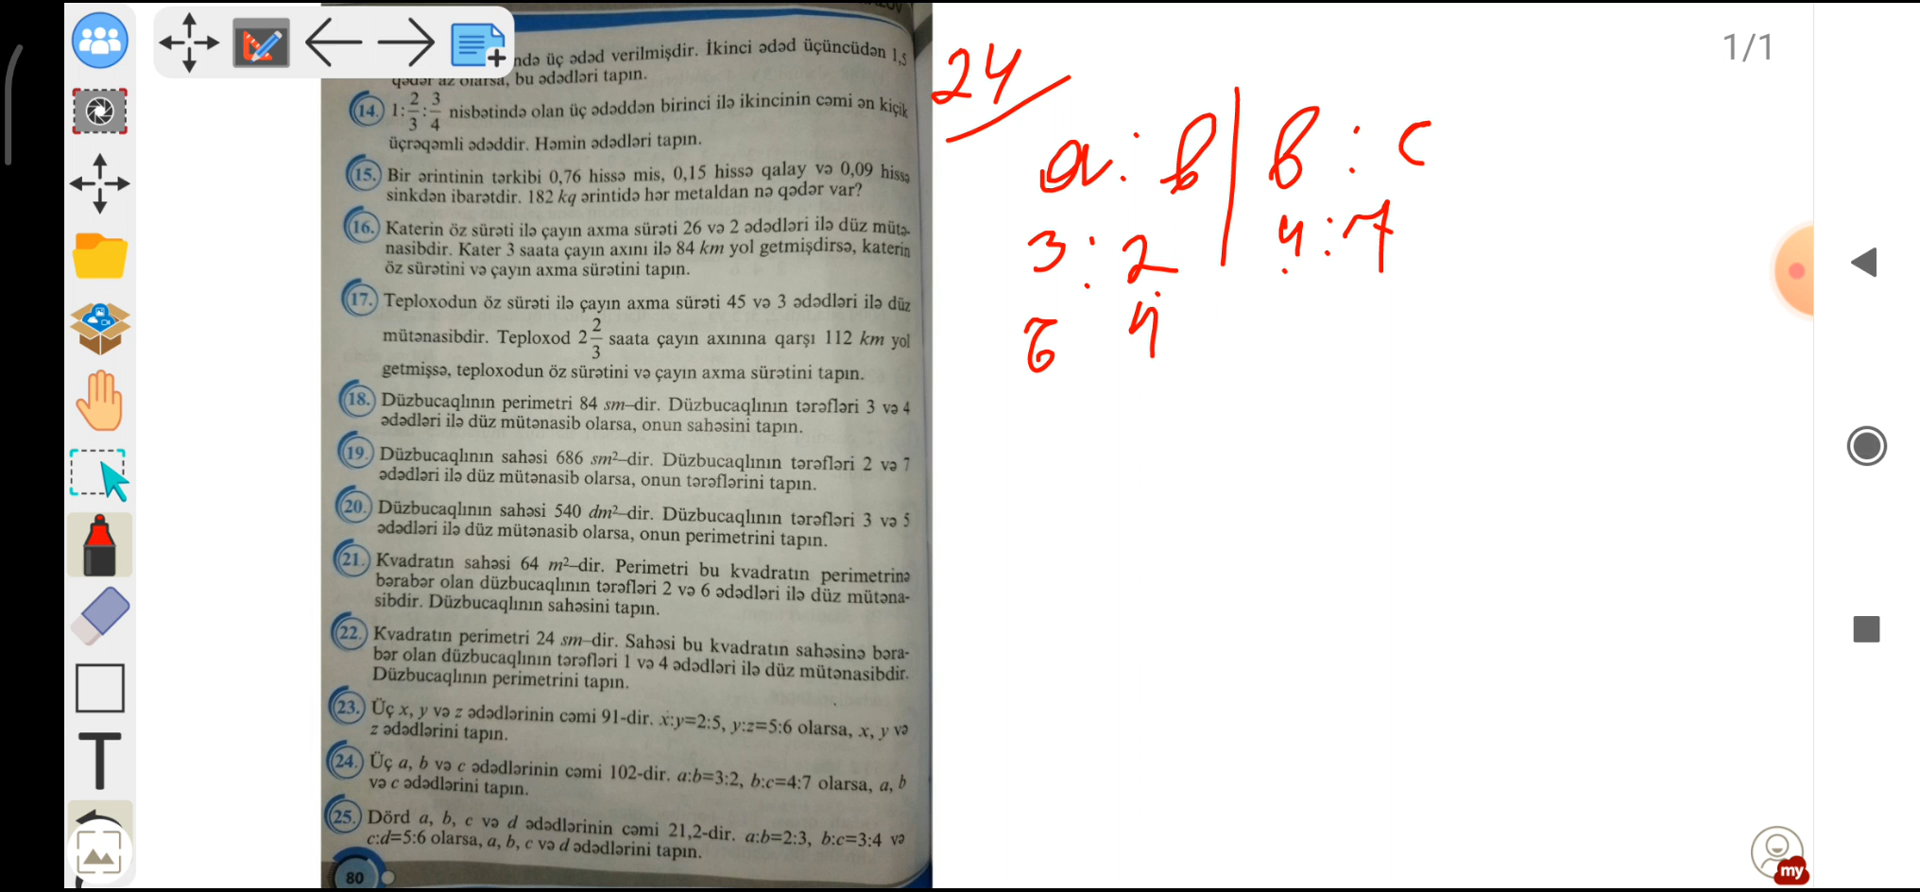 ndə üç ədəd verilmişdir. İkinci ədəd üçüncüdən 1,5
qədər az olarsa, bu ədədləri tapın.
14. 1:2/3:3/4 nisbətində olan üç ədəddən birinci ilə ikincinin cəmi ən kiçik
üçrəqəmli ədəddir. Həmin ədədləri tapın.
15. Bir ərintinin tərkibi 0,76 hissə mis, 0,15 hissə qalay və 0,09 hissə
sinkdən ibarətdir. 182 kq ərintidə hər metaldan nə qədər var?
16. Katerin öz sürəti ilə çayın axma sürəti 26 və 2 ədədləri ilə düz mütə-
nasibdir. Kater 3 saata çayın axını ilə 84 km yol getmişdirsə, katerin
öz sürətini və çayın axma sürətini tapın.
17. Teploxodun öz sürəti ilə çayın axma sürəti 45 və 3 ədədləri ilə düz
mütənasibdir. Teploxod 2 2/3 saata çayın axınına qarşı 112 km yol
getmişsə, teploxodun öz sürətini və çayın axma sürətini tapın.
18. Düzbucaqlının perimetri 84 sm–dir. Düzbucaqlının tərəfləri 3 və 4
ədədləri ilə düz mütənasib olarsa, onun sahəsini tapın.
19. Düzbucaqlının sahəsi 686 sm²–dir. Düzbucaqlının tərəfləri 2 və 7
ədədləri ilə düz mütənasib olarsa, onun tərəflərini tapın.
20. Düzbucaqlının sahəsi 540 dm²–dir. Düzbucaqlının tərəfləri 3 və 5
ədədləri ilə düz mütənasib olarsa, onun perimetrini tapın.
21. Kvadratın sahəsi 64 m²–dir. Perimetri bu kvadratın perimetrinə
bərabər olan düzbucaqlının tərəfləri 2 və 6 ədədləri ilə düz mütəna-
sibdir. Düzbucaqlının sahəsini tapın.
22. Kvadratın perimetri 24 sm–dir. Sahəsi bu kvadratın sahəsinə bəra-
bər olan düzbucaqlının tərəfləri 1 və 4 ədədləri ilə düz mütənasibdir.
Düzbucaqlının perimetrini tapın.
23. Üç x, y və z ədədlərinin cəmi 91-dir. x:y=2:5, y:z=5:6 olarsa, x, y və
z ədədlərini tapın.
24. Üç a, b və c ədədlərinin cəmi 102-dir. a:b=3:2, b:c=4:7 olarsa, a, b
və c ədədlərini tapın.
25. Dörd a, b, c və d ədədlərinin cəmi 21,2-dir. a:b=2:3, b:c=3:4 və
c:d=5:6 olarsa, a, b, c və d ədədlərini tapın.
80
24
a : b | b : c
3 : 2 | 4 : 7
6 4
1/1
T
my